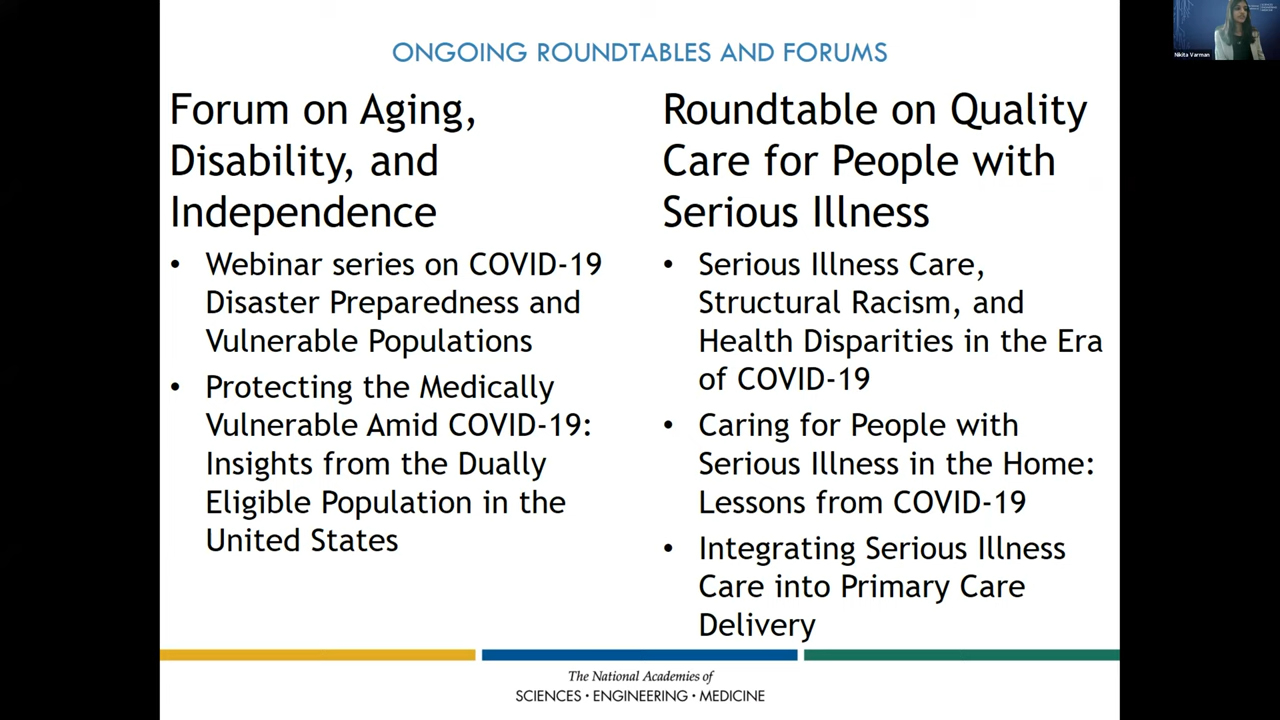 ONGOING ROUNDTABLES AND FORUMS
Forum on Aging,
Disability, and
Independence
• Webinar series on COVID-19
Disaster Preparedness and
Vulnerable Populations
• Protecting the Medically
Vulnerable Amid COVID-19:
Insights from the Dually
Eligible Population in the
United States
Roundtable on Quality
Care for People with
Serious Illness
• Serious Illness Care,
Structural Racism, and
Health Disparities in the Era
of COVID-19
• Caring for People with
Serious Illness in the Home:
Lessons from COVID-19
• Integrating Serious Illness
Care into Primary Care
Delivery
The National Academies of
SCIENCES · ENGINEERING · MEDICINE
Nikita Varman